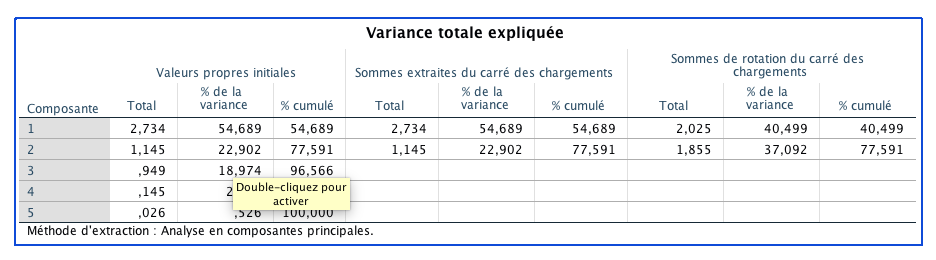 Variance totale expliquée
Valeurs propres initiales Sommes extraites du carré des chargements Sommes de rotation du carré des chargements
Composante Total % de la variance % cumulé Total % de la variance % cumulé Total % de la variance % cumulé
1 2,734 54,689 54,689 2,734 54,689 54,689 2,025 40,499 40,499
2 1,145 22,902 77,591 1,145 22,902 77,591 1,855 37,092 77,591
3 ,949 18,974 96,566
4 ,145
Double-cliquez pour
activer
5 ,026 ,526 100,000
Méthode d'extraction : Analyse en composantes principales.